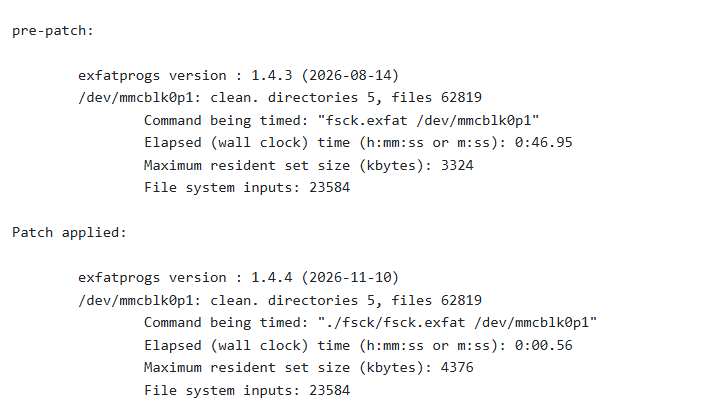 pre-patch:
exfatprogs version : 1.4.3 (2026-08-14)
/dev/mmcblk0p1: clean. directories 5, files 62819
Command being timed: "fsck.exfat /dev/mmcblk0p1"
Elapsed (wall clock) time (h:mm:ss or m:ss): 0:46.95
Maximum resident set size (kbytes): 3324
File system inputs: 23584
Patch applied:
exfatprogs version : 1.4.4 (2026-11-10)
/dev/mmcblk0p1: clean. directories 5, files 62819
Command being timed: "./fsck/fsck.exfat /dev/mmcblk0p1"
Elapsed (wall clock) time (h:mm:ss or m:ss): 0:00.56
Maximum resident set size (kbytes): 4376
File system inputs: 23584